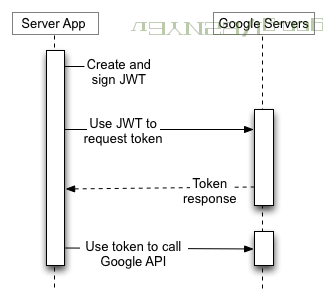 Server App
Google Servers
Create and
sign JWT
Use JWT to
request token
Token
response
Use token to call
Google API